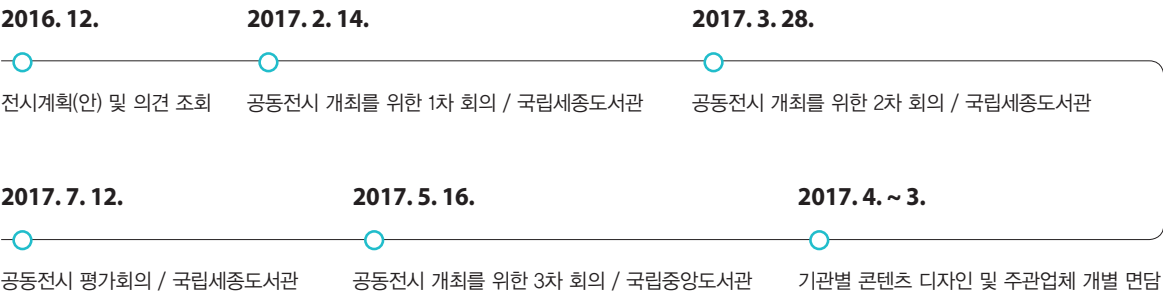 2016. 12.
전시계획(안) 및 의견 조회
2017. 2. 14.
공동전시 개최를 위한 1차 회의 / 국립세종도서관
2017. 3. 28.
공동전시 개최를 위한 2차 회의 / 국립세종도서관
2017. 4. ~ 3.
기관별 콘텐츠 디자인 및 주관업체 개별 면담
2017. 5. 16.
공동전시 개최를 위한 3차 회의 / 국립중앙도서관
2017. 7. 12.
공동전시 평가회의 / 국립세종도서관